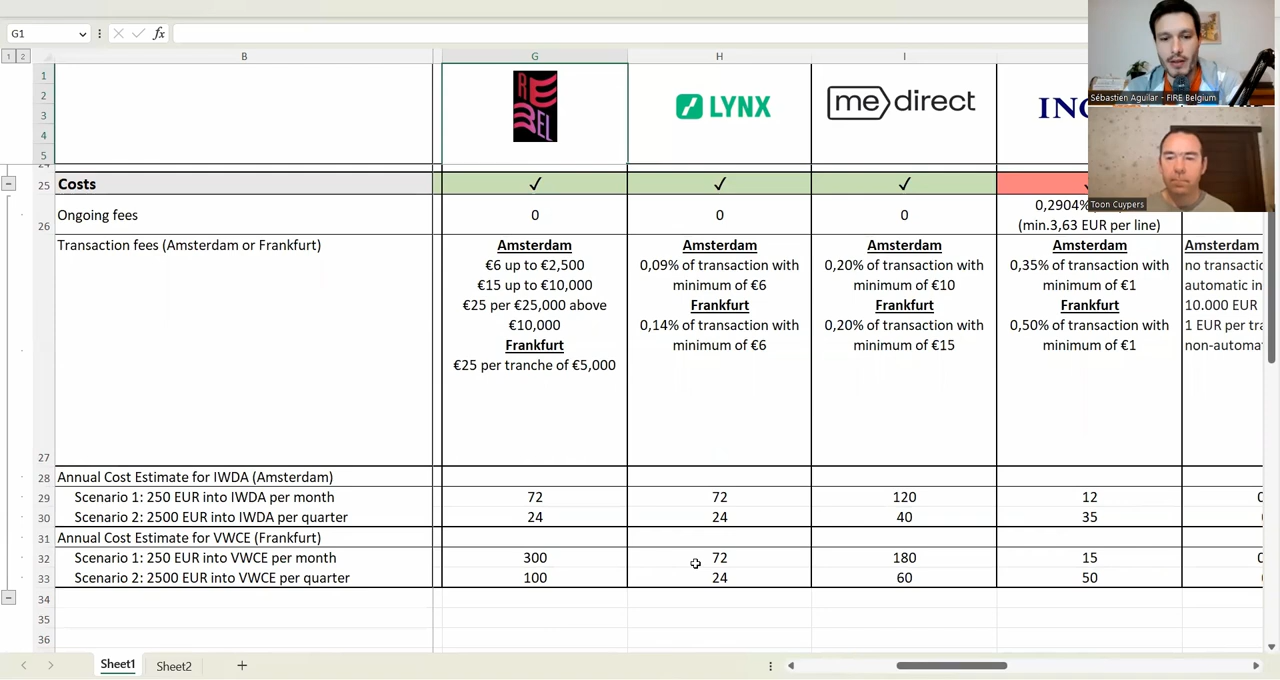 G1
fx
1 2
B G H I
1
2
3
4
5
REBEL LYNX me direct ING
Sébastien Aguilar - FIRE Belgium
Toon Cuypers
25 Costs ✓ ✓ ✓
26 Ongoing fees 0 0 0 0,2904%
(min.3,63 EUR per line)
27 Transaction fees (Amsterdam or Frankfurt)
Amsterdam
€6 up to €2,500
€15 up to €10,000
€25 per €25,000 above
€10,000
Frankfurt
€25 per tranche of €5,000
Amsterdam
0,09% of transaction with
minimum of €6
Frankfurt
0,14% of transaction with
minimum of €6
Amsterdam
0,20% of transaction with
minimum of €10
Frankfurt
0,20% of transaction with
minimum of €15
Amsterdam
0,35% of transaction with
minimum of €1
Frankfurt
0,50% of transaction with
minimum of €1
Amsterdam
no
automatic
10.000 EUR
1 EUR per
28 Annual Cost Estimate for IWDA (Amsterdam)
29 Scenario 1: 250 EUR into IWDA per month 72 72 120 12
30 Scenario 2: 2500 EUR into IWDA per quarter 24 24 40 35
31 Annual Cost Estimate for VWCE (Frankfurt)
32 Scenario 1: 250 EUR into VWCE per month 300 72 180 15
33 Scenario 2: 2500 EUR into VWCE per quarter 100 24 60 50
34
35
36
Sheet1 Sheet2 +